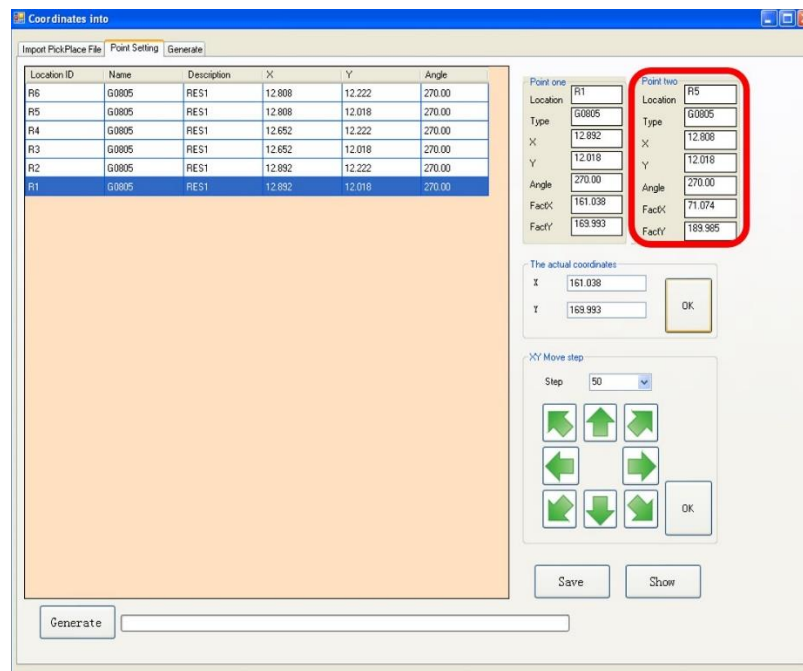 Coordinates into
Import PickPlace File Point Setting Generate
Location ID Name Description X Y Angle
R6 G0805 RES1 12.808 12.222 270.00
R5 G0805 RES1 12.808 12.018 270.00
R4 G0805 RES1 12.652 12.222 270.00
R3 G0805 RES1 12.652 12.018 270.00
R2 G0805 RES1 12.892 12.222 270.00
R1 G0805 RES1 12.892 12.018 270.00
Point one
Location R1
Type G0805
X 12.892
Y 12.018
Angle 270.00
FactX 161.038
FactY 169.993
Point two
Location R5
Type G0805
X 12.808
Y 12.018
Angle 270.00
FactX 71.074
FactY 189.985
The actual coordinates
X 161.038
Y 169.993
OK
XY Move step
Step 50
OK
Save Show
Generate